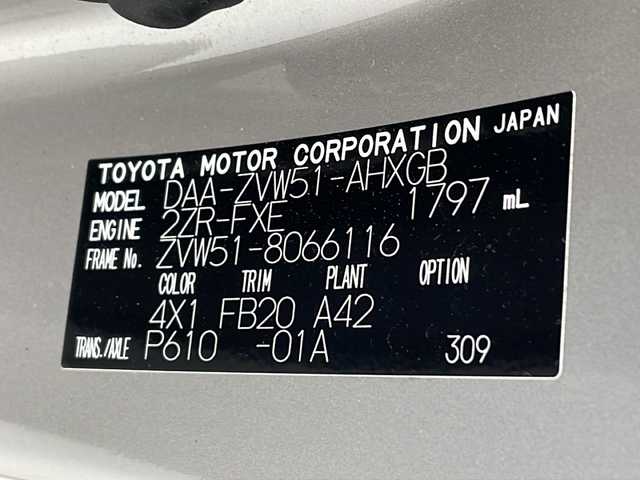 TOYOTA MOTOR CORPORATION JAPAN
MODEL DAA-ZVW51-AHXGB
ENGINE 2ZR-FXE 1797 mL
FRAME No. ZVW51-8066116
COLOR TRIM PLANT OPTION
4X1 FB20 A42
TRANS./AXLE P610 -01A 309